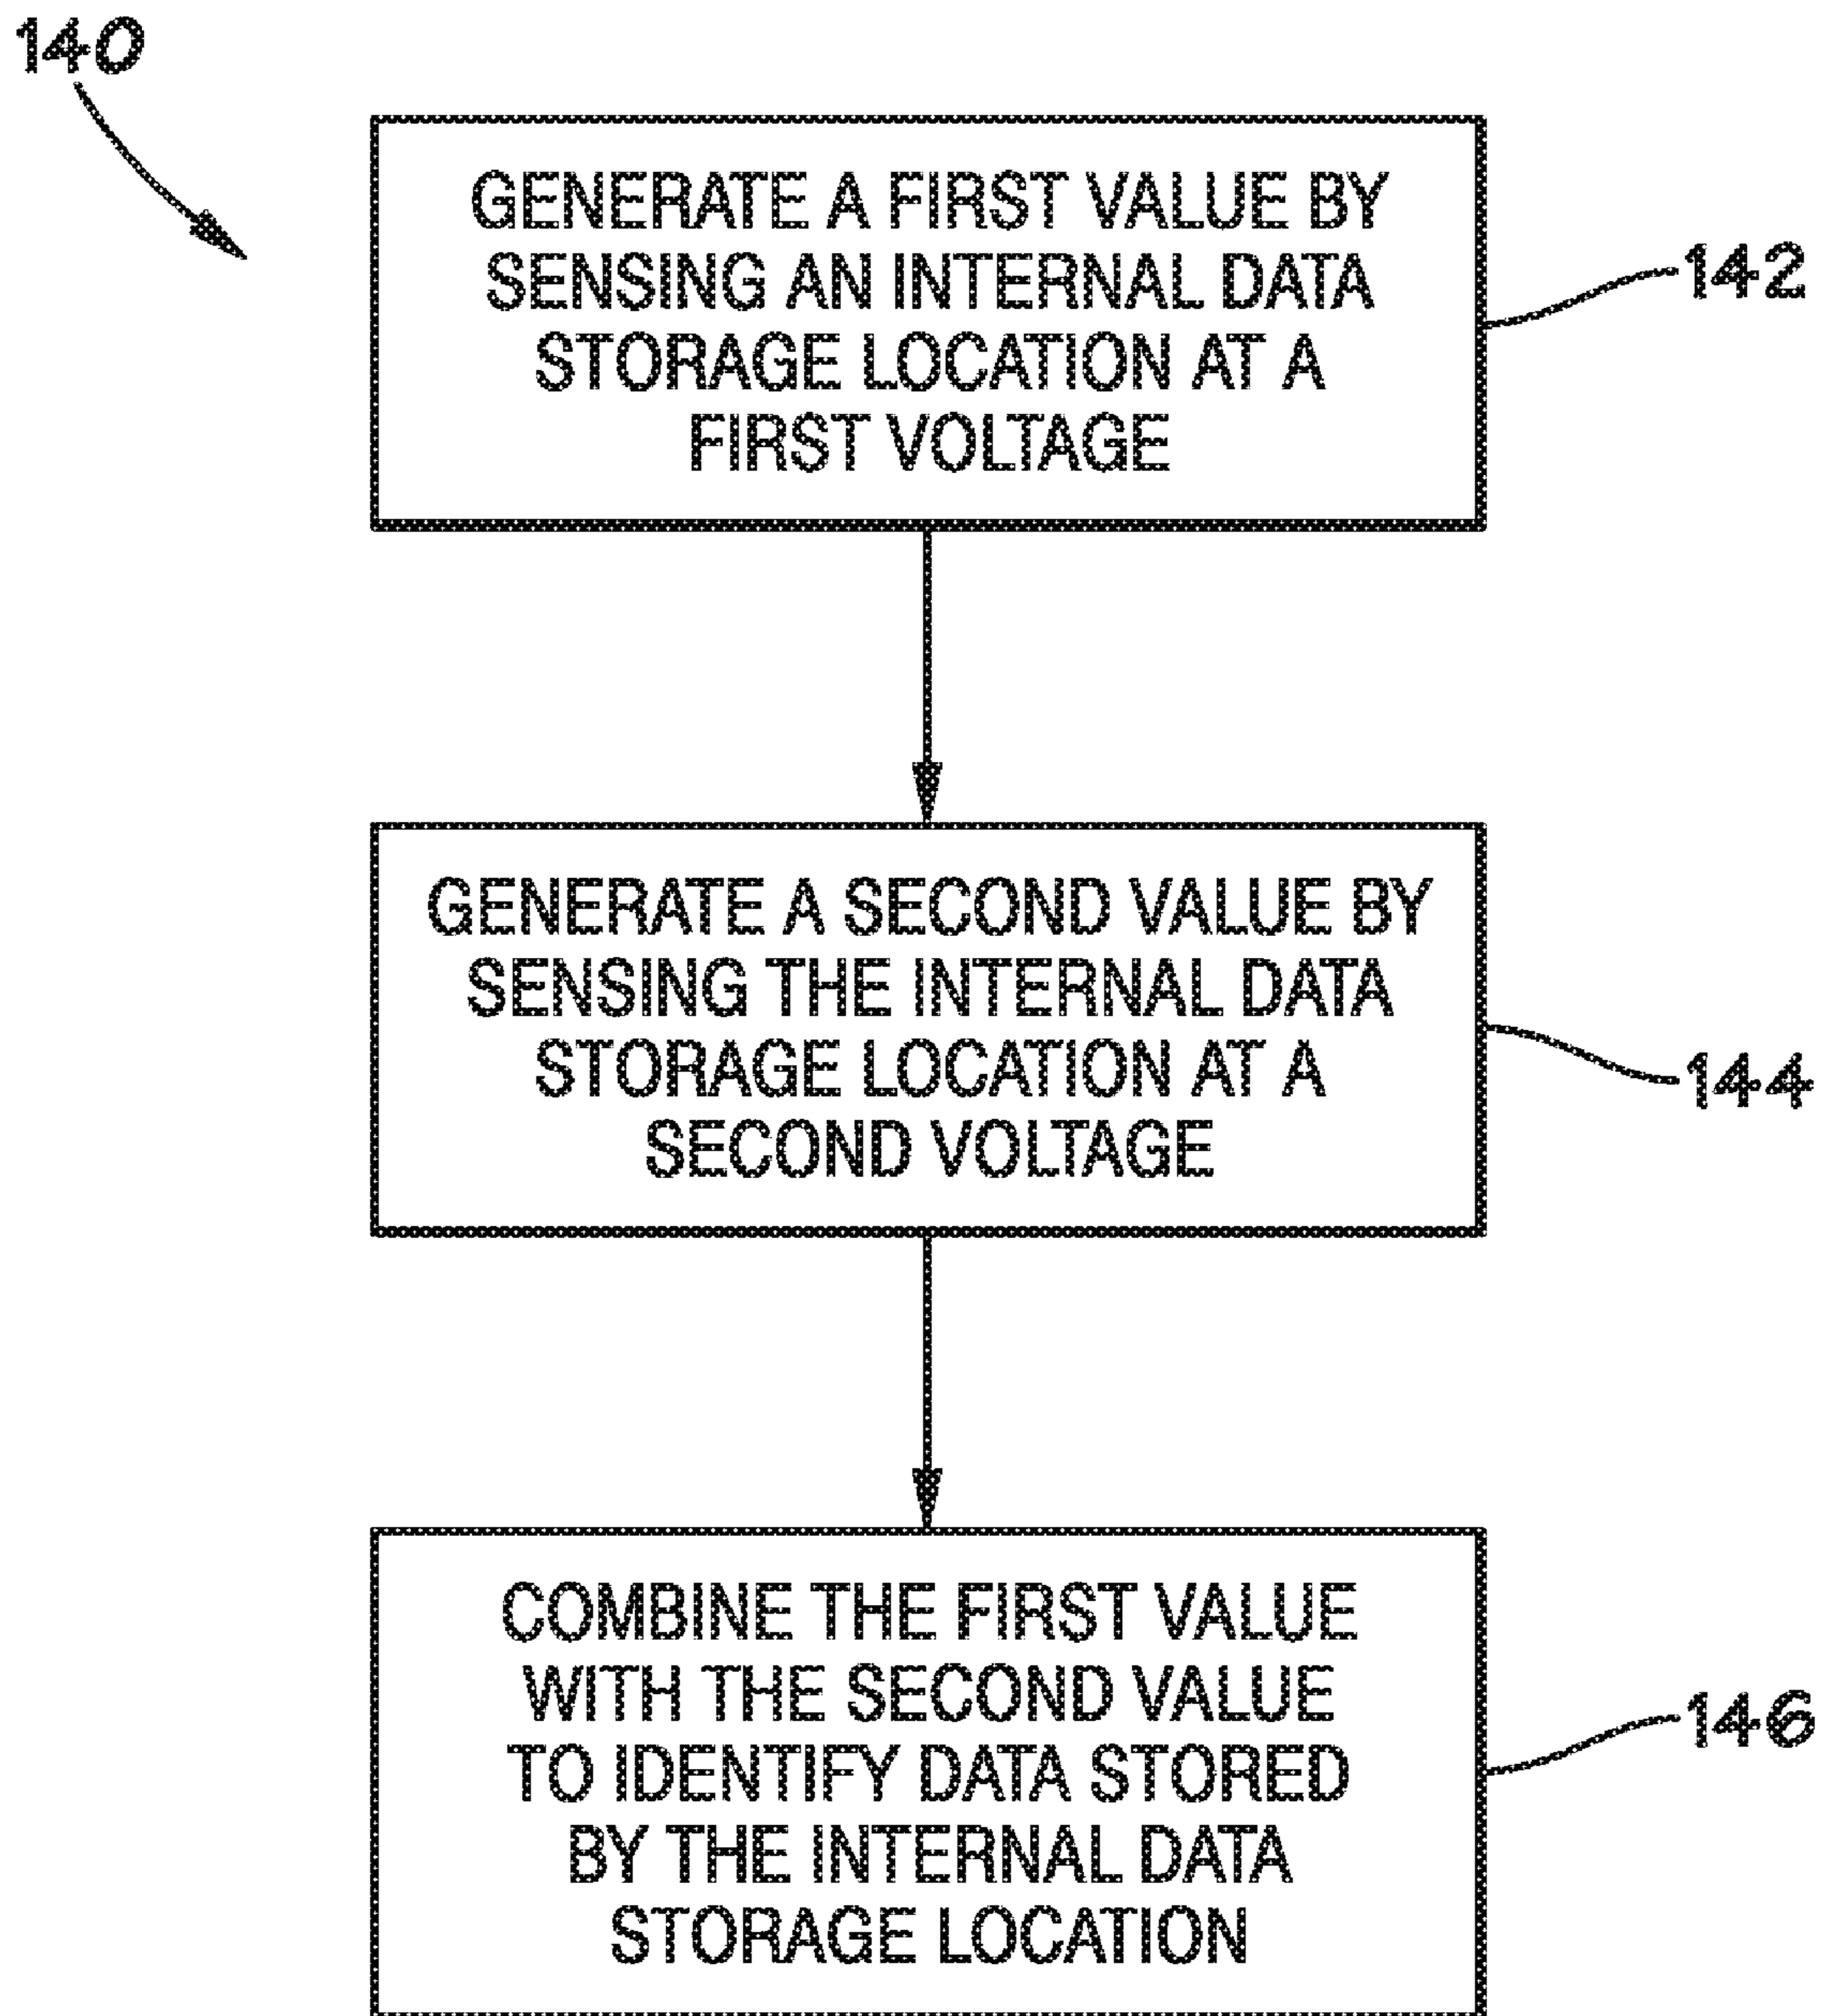 140
GENERATE A FIRST VALUE BY
SENSING AN INTERNAL DATA
STORAGE LOCATION AT A
FIRST VOLTAGE
142
GENERATE A SECOND VALUE BY
SENSING THE INTERNAL DATA
STORAGE LOCATION AT A
SECOND VOLTAGE
144
COMBINE THE FIRST VALUE
WITH THE SECOND VALUE
TO IDENTIFY DATA STORED
BY THE INTERNAL DATA
STORAGE LOCATION
146